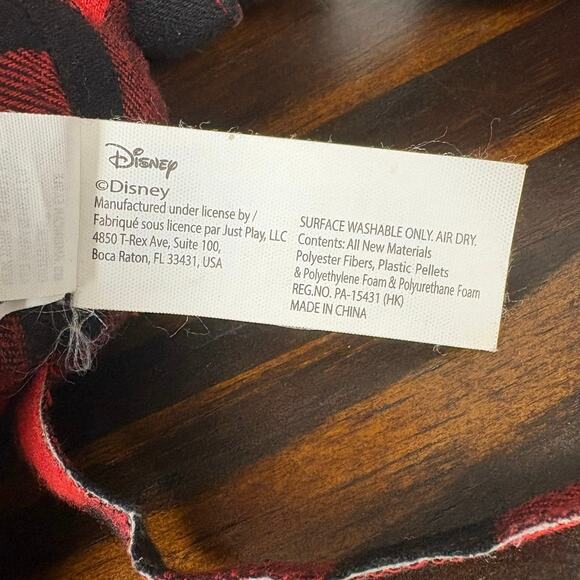 Disney
©Disney
Manufactured under license by /
Fabriqué sous licence par Just Play, LLC
4850 T-Rex Ave, Suite 100,
Boca Raton, FL 33431, USA
SURFACE WASHABLE ONLY. AIR DRY.
Contents: All New Materials
Polyester Fibers, Plastic Pellets
& Polyethylene Foam & Polyurethane Foam
REG.NO. PA-15431 (HK)
MADE IN CHINA